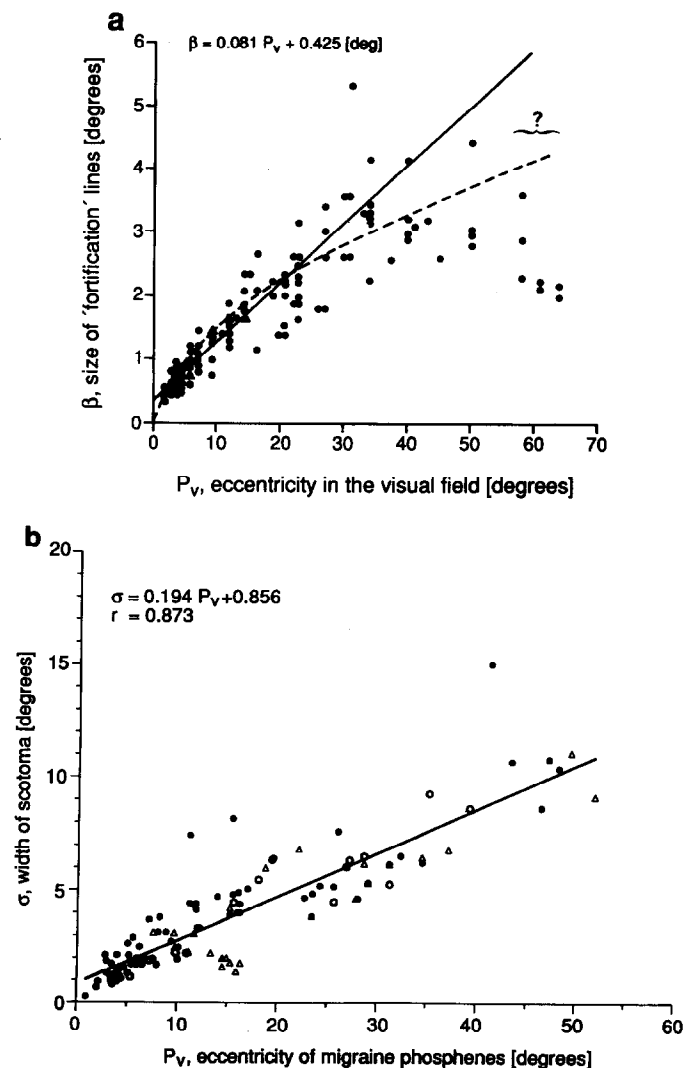 a
β = 0.081 Pv + 0.425 [deg]
6
5
4
3
2
1
0
?
β, size of 'fortification' lines [degrees]
0 10 20 30 40 50 60 70
Pv, eccentricity in the visual field [degrees]
b
20
15
10
5
0
σ = 0.194 Pv+0.856
r = 0.873
σ, width of scotoma [degrees]
0 10 20 30 40 50 60
Pv, eccentricity of migraine phosphenes [degrees]